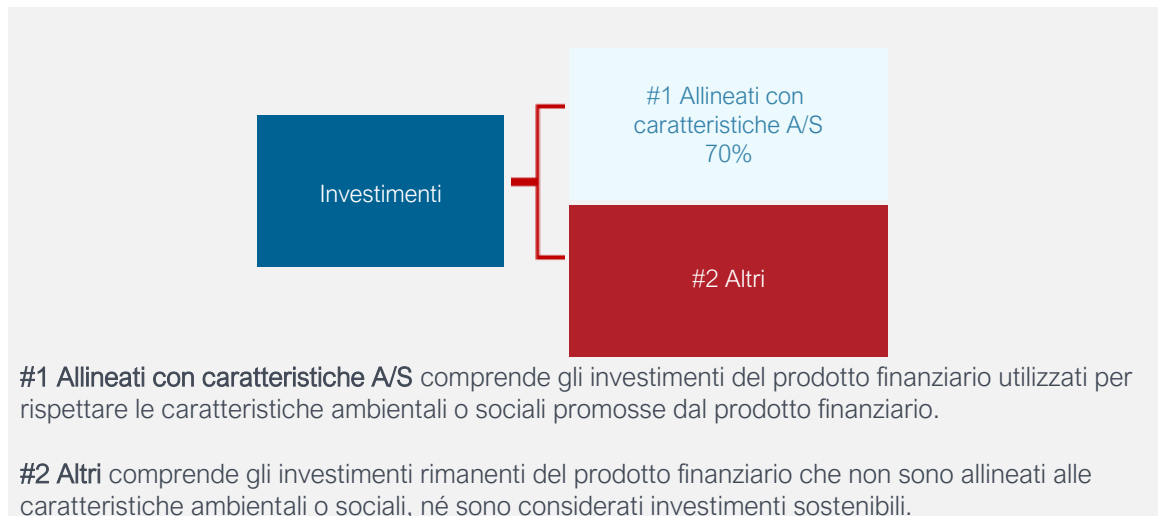 #1 Allineati con
caratteristiche A/S
70%
Investimenti
#2 Altri
#1 Allineati con caratteristiche A/S comprende gli investimenti del prodotto finanziario utilizzati per
rispettare le caratteristiche ambientali o sociali promosse dal prodotto finanziario.
#2 Altri comprende gli investimenti rimanenti del prodotto finanziario che non sono allineati alle
caratteristiche ambientali o sociali, né sono considerati investimenti sostenibili.